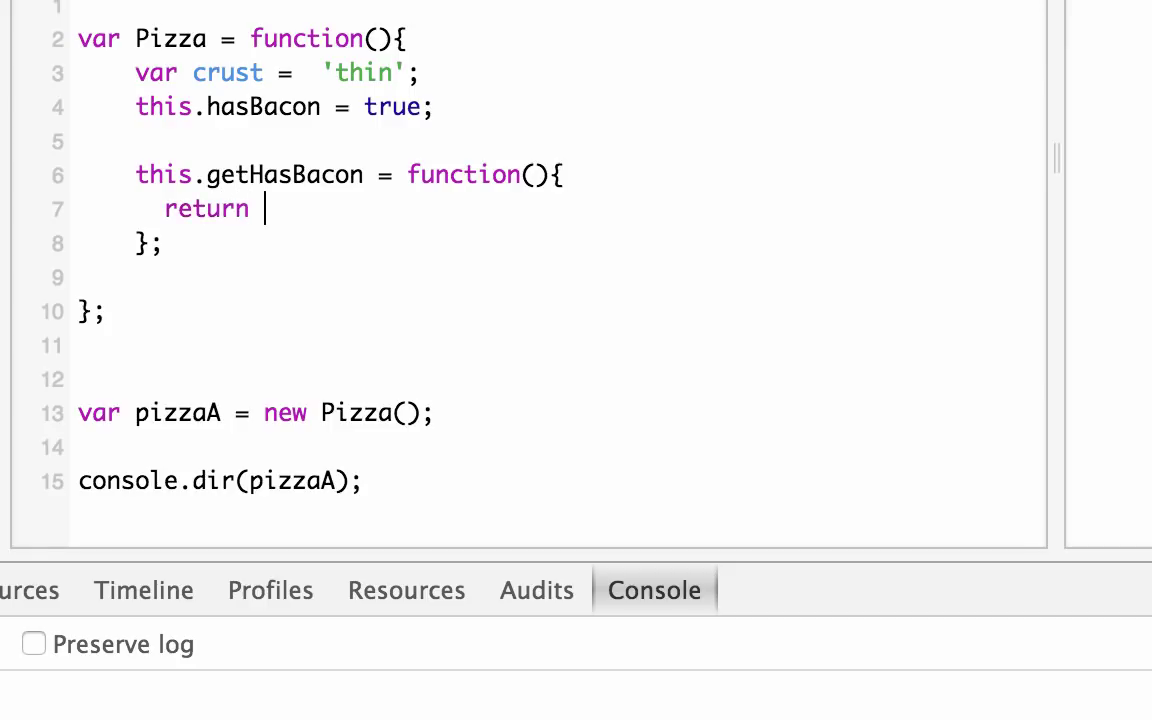 1
2 var Pizza = function(){
3 var crust =  'thin';
4 this.hasBacon = true;
5
6 this.getHasBacon = function(){
7 return
8 };
9
10 };
11
12
13 var pizzaA = new Pizza();
14
15 console.dir(pizzaA);
urces Timeline Profiles Resources Audits Console
Preserve log